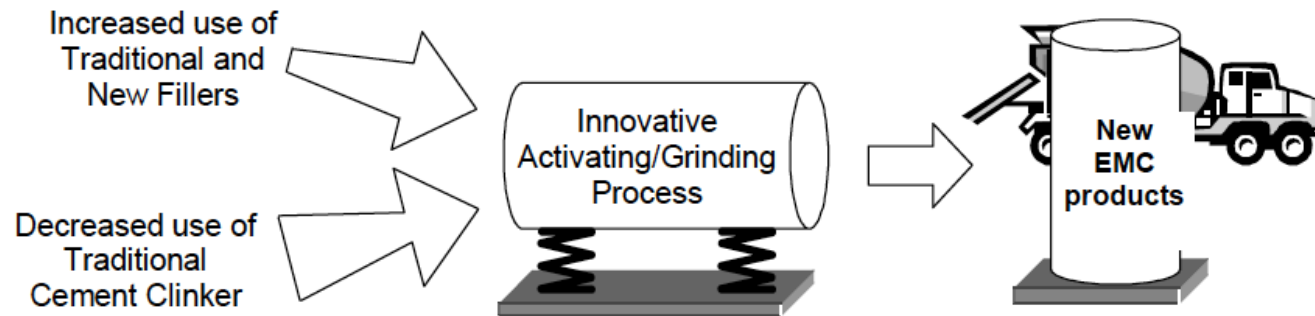 Increased use of
Traditional and
New Fillers
Decreased use of
Traditional
Cement Clinker
Innovative
Activating/Grinding
Process
New
EMC
products